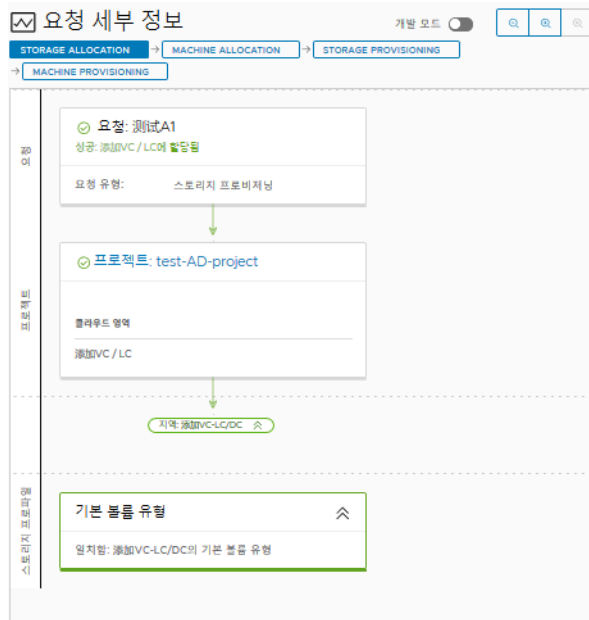 요청 세부 정보
개발 모드
STORAGE ALLOCATION → MACHINE ALLOCATION → STORAGE PROVISIONING
→ MACHINE PROVISIONING
요청
요청: 测试A1
성공: 添加VC / LC에 할당됨
요청 유형: 스토리지 프로비저닝
프로젝트
프로젝트: test-AD-project
클라우드 영역
添加VC / LC
지역: 添加VC-LC/DC
스토리지 프로파일
기본 볼륨 유형
일치함: 添加VC-LC/DC의 기본 볼륨 유형